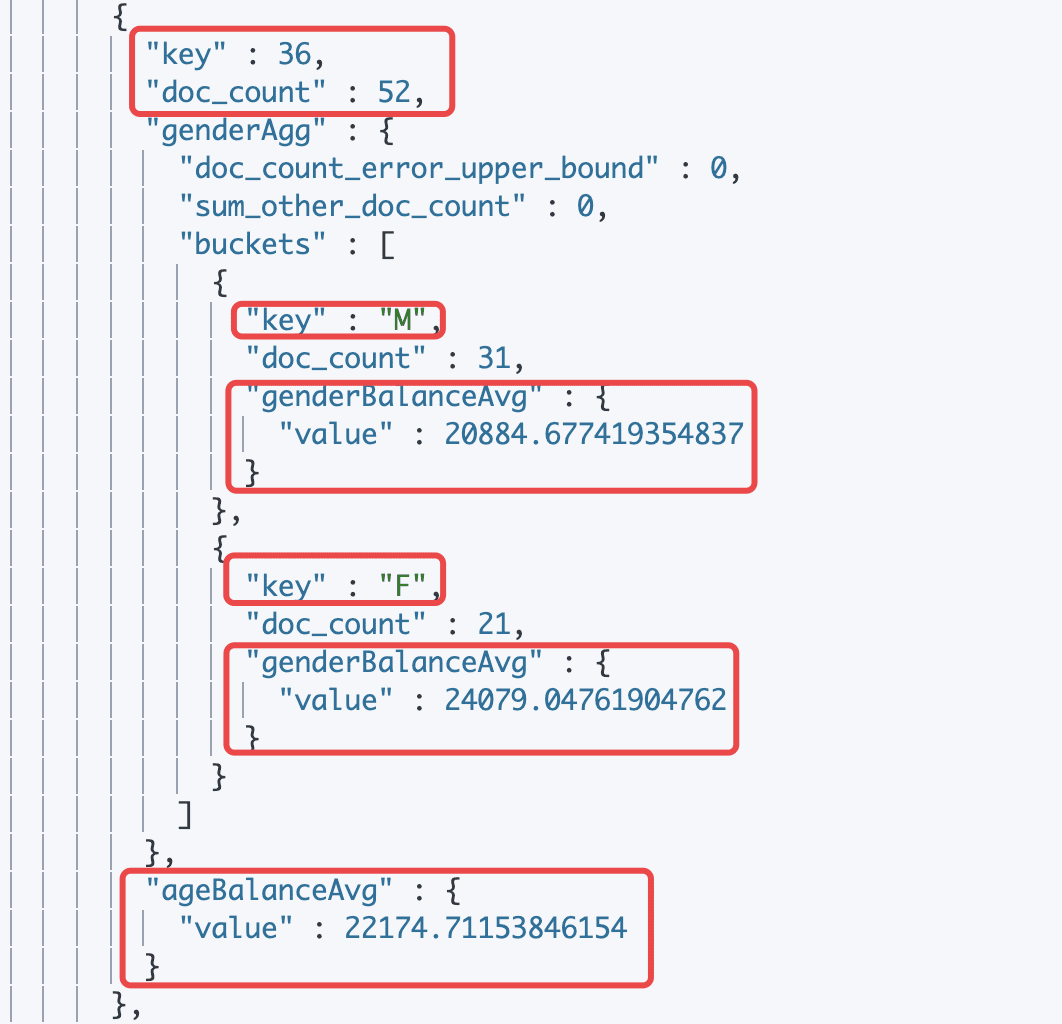 {
"key" : 36,
"doc_count" : 52,
"genderAgg" : {
"doc_count_error_upper_bound" : 0,
"sum_other_doc_count" : 0,
"buckets" : [
{
"key" : "M",
"doc_count" : 31,
"genderBalanceAvg" : {
"value" : 20884.677419354837
}
},
{
"key" : "F",
"doc_count" : 21,
"genderBalanceAvg" : {
"value" : 24079.04761904762
}
}
]
},
"ageBalanceAvg" : {
"value" : 22174.71153846154
}
},